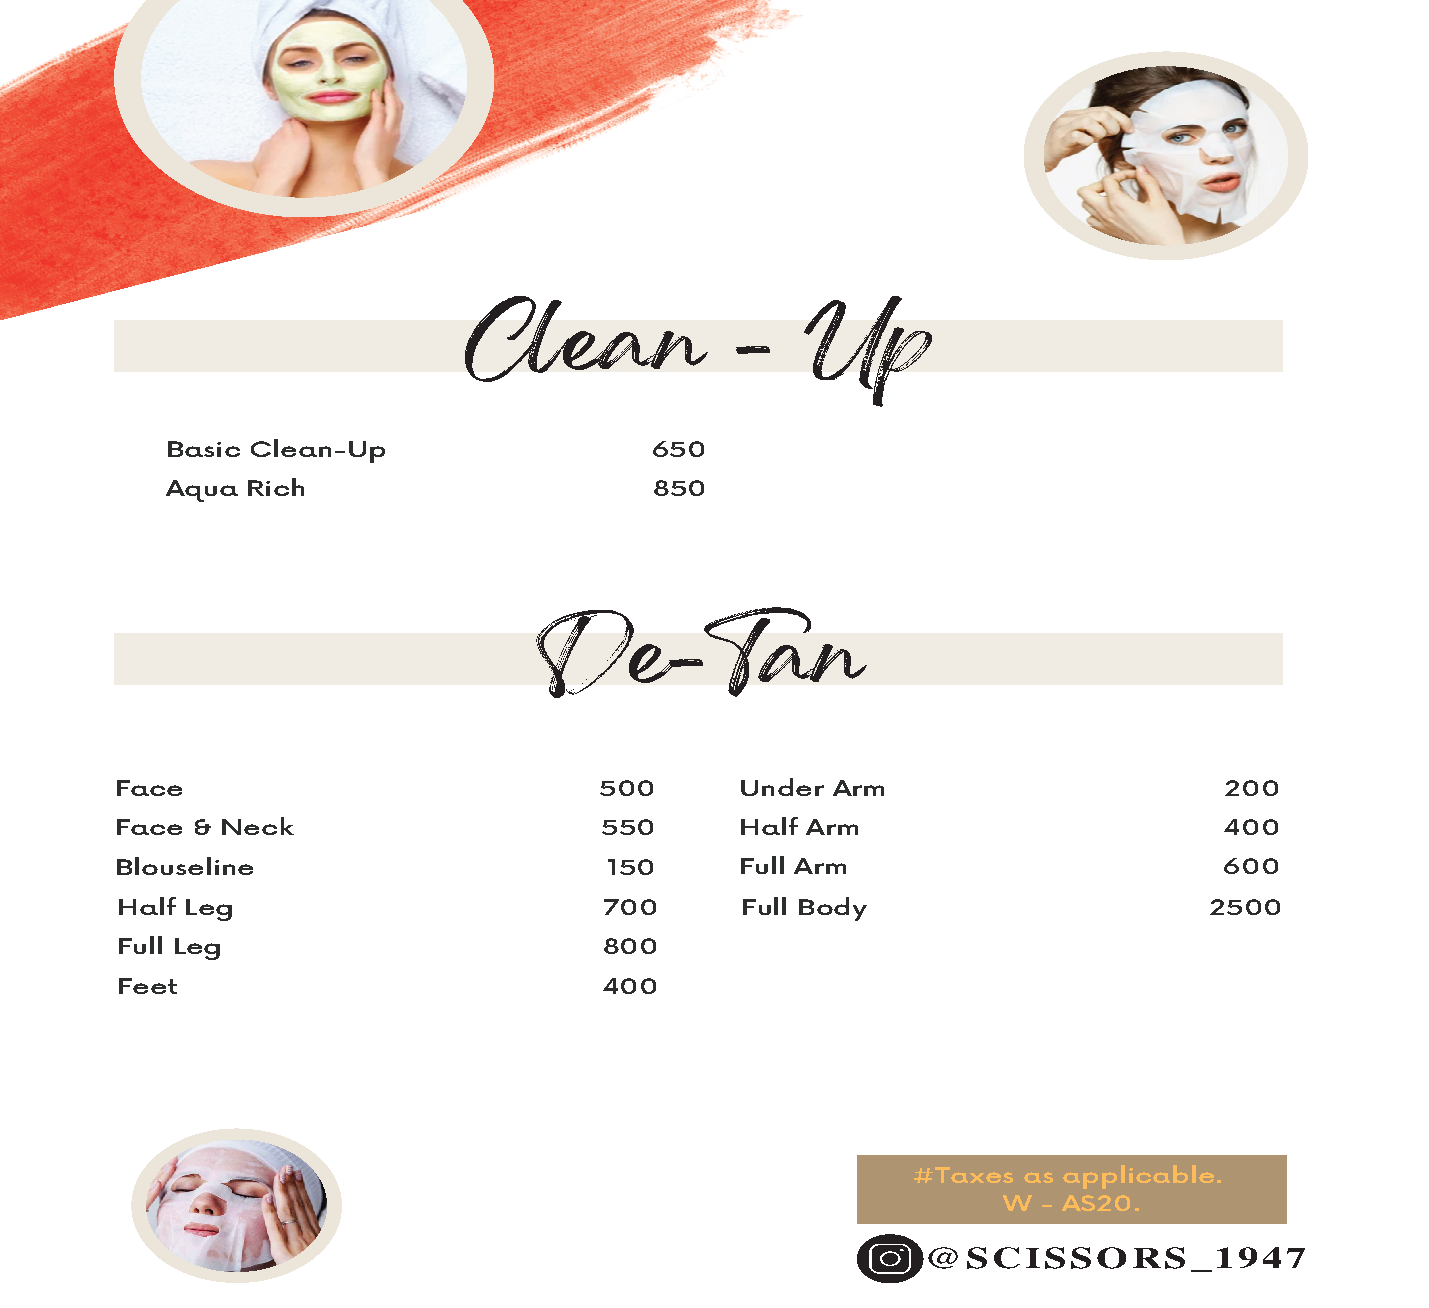 Clean - Up
Basic Clean-Up 650
Aqua Rich 850
De-Tan
Face 500
Face & Neck 550
Blouseline 150
Half Leg 700
Full Leg 800
Feet 400
Under Arm 200
Half Arm 400
Full Arm 600
Full Body 2500
#Taxes as applicable.
W - AS20.
@SCISSORS_1947